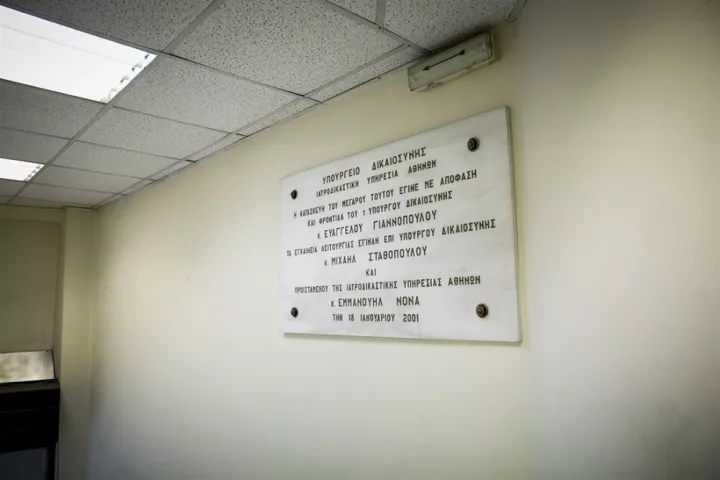 ΥΠΟΥΡΓΕΙΟ ΔΙΚΑΙΟΣΥΝΗΣ
ΙΑΤΡΟΔΙΚΑΣΤΙΚΗ ΥΠΗΡΕΣΙΑ ΑΘΗΝΩΝ
Η ΚΑΤΑΣΚΕΥΗ ΤΟΥ ΜΕΓΑΡΟΥ ΤΟΥΤΟΥ ΕΓΙΝΕ ΜΕ ΑΠΟΦΑΣΗ
ΚΑΙ ΦΡΟΝΤΙΔΑ ΤΟΥ τ ΥΠΟΥΡΓΟΥ ΔΙΚΑΙΟΣΥΝΗΣ
κ. ΕΥΑΓΓΕΛΟΥ ΓΙΑΝΝΟΠΟΥΛΟΥ
ΤΑ ΕΓΚΑΙΝΕΙΑ ΛΕΙΤΟΥΡΓΙΑΣ ΕΓΙΝΑΝ ΕΠΙ ΥΠΟΥΡΓΟΥ ΔΙΚΑΙΟΣΥΝΗΣ
κ. ΜΙΧΑΗΛ ΣΤΑΘΟΠΟΥΛΟΥ
ΚΑΙ
ΠΡΟΙΣΤΑΜΕΝΟΥ ΤΗΣ ΙΑΤΡΟΔΙΚΑΣΤΙΚΗΣ ΥΠΗΡΕΣΙΑΣ ΑΘΗΝΩΝ
κ. ΕΜΜΑΝΟΥΗΛ ΝΟΝΑ
ΤΗΝ 18 ΙΑΝΟΥΑΡΙΟΥ 2001